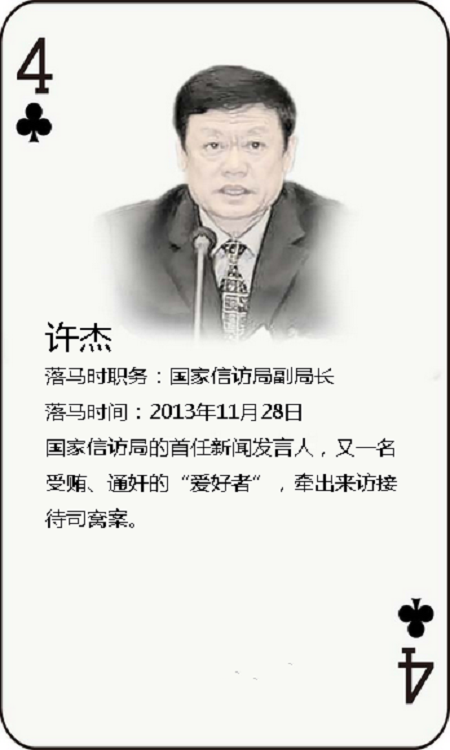 4
许杰
落马时职务：国家信访局副局长
落马时间：2013年11月28日
国家信访局的首任新闻发言人，又一名
受贿、通奸的“爱好者”，牵出来访接
待司窝案。
4